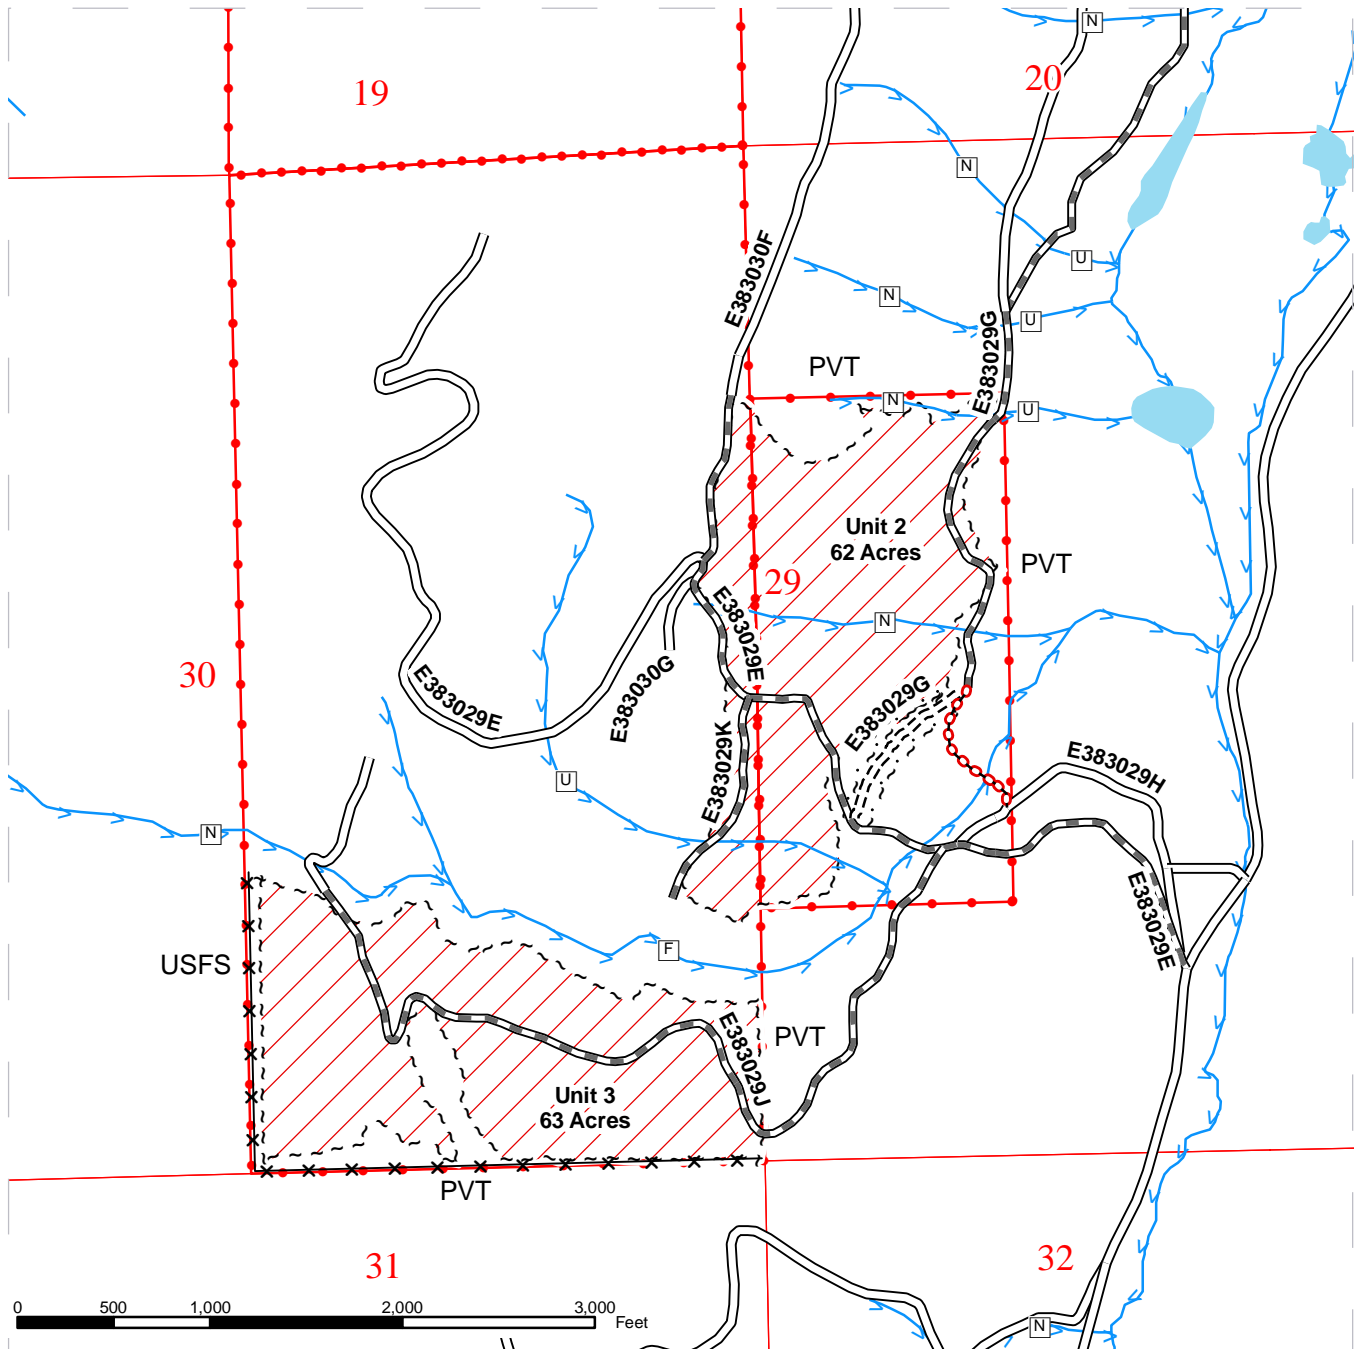 N
19
20
N
E383030F
U
N
E383029G
U
PVT
N
U
Unit 2
62 Acres
PVT
29
E383029E
N
30
E383029E
E383030G
E383029G
E383029K
E383029H
U
N
E383029E
F
USFS
E383029J
PVT
Unit 3
63 Acres
PVT
31
32
0 500 1,000 2,000 3,000
Feet
N